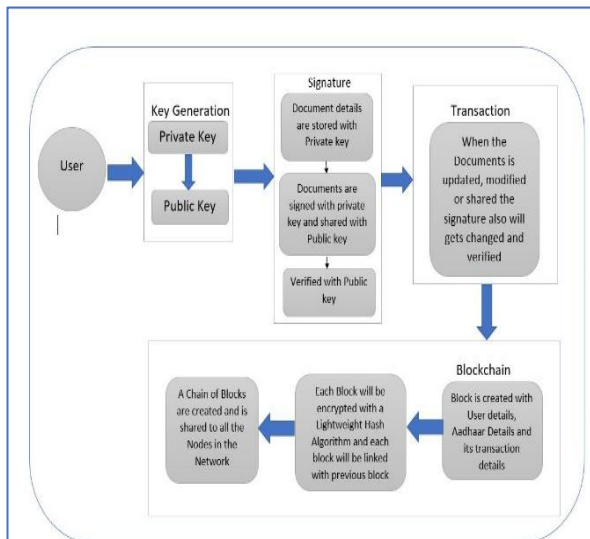 User
Key Generation
Private Key
Public Key
Signature
Document details
are stored with
Private key
Documents are
signed with private
key and shared with
Public key
Verified with Public
key
Transaction
When the
Documents is
updated, modified
or shared the
signature also will
gets changed and
verified
Blockchain
Block is created with
User details,
Aadhaar Details and
its transaction
details
Each Block will be
encrypted with a
Lightweight Hash
Algorithm and each
block will be linked
with previous block
A Chain of Blocks
are created and is
shared to all the
Nodes in the
Network